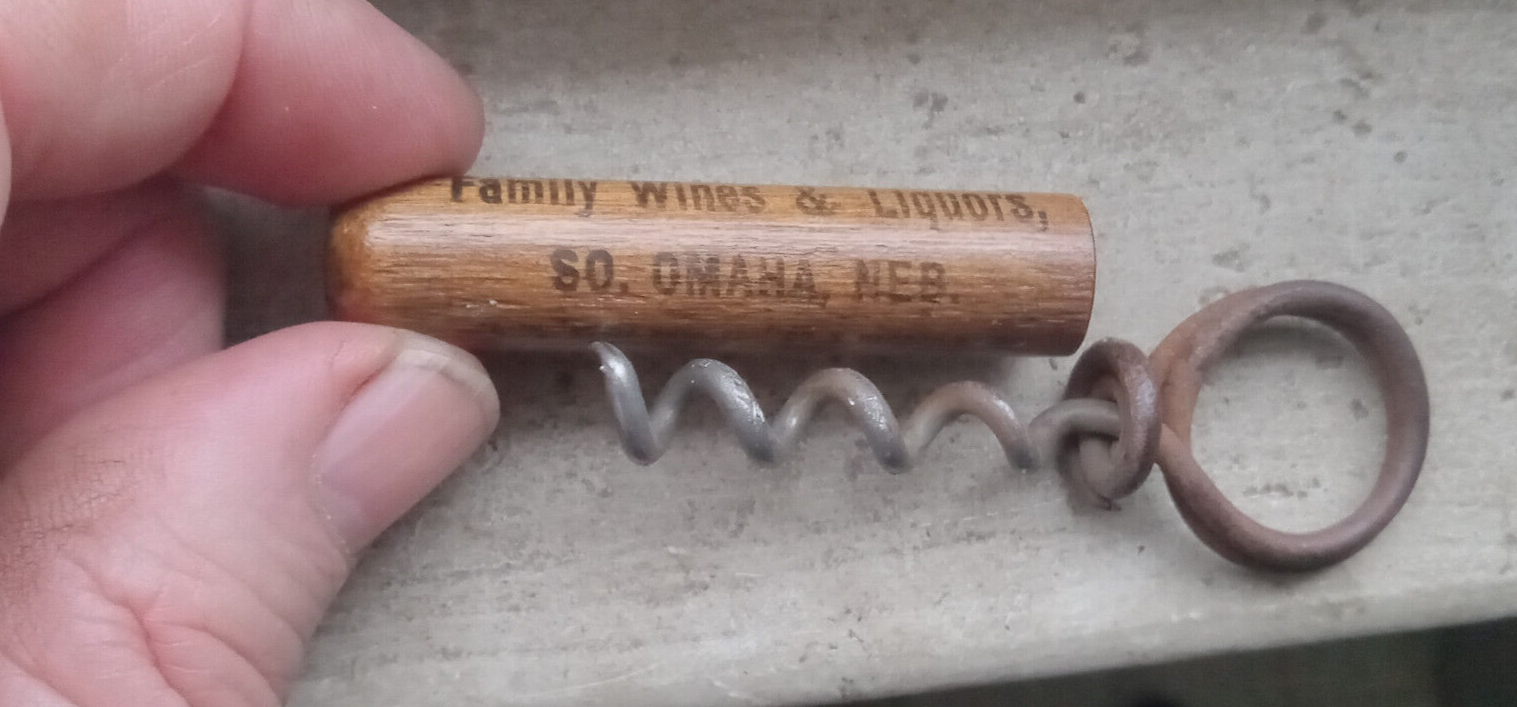 Family Wines & Liquors,
SO. OMAHA, NEB.